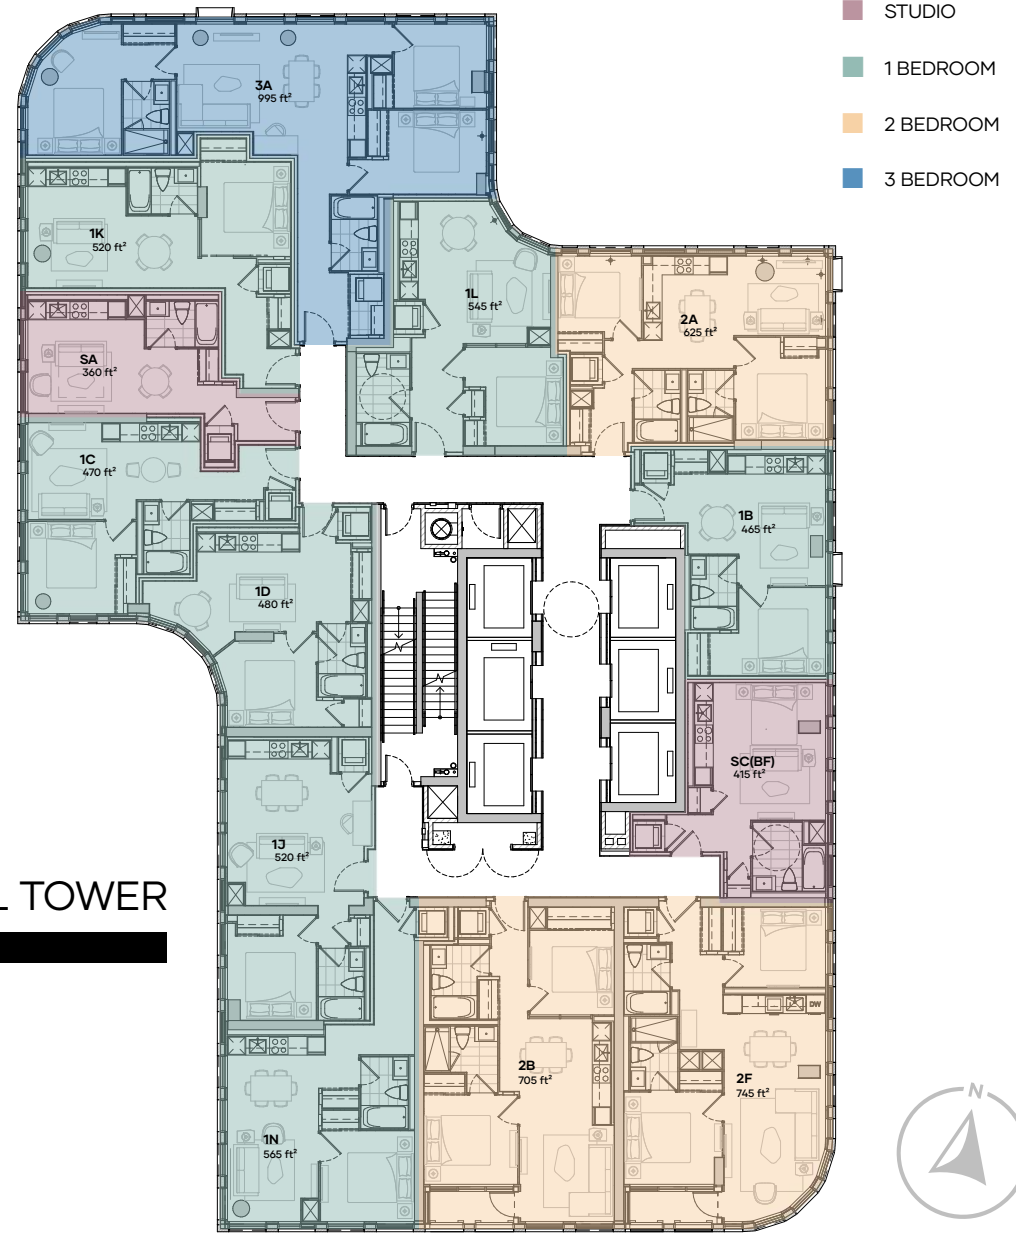 STUDIO
1 BEDROOM
2 BEDROOM
3 BEDROOM
3A
995 ft²
1K
520 ft²
1L
545 ft²
2A
625 ft²
SA
360 ft²
1C
470 ft²
1B
465 ft²
1D
480 ft²
SC(BF)
415 ft²
1J
520 ft²
L TOWER
DW
2B
705 ft²
2F
745 ft²
1N
565 ft²
N